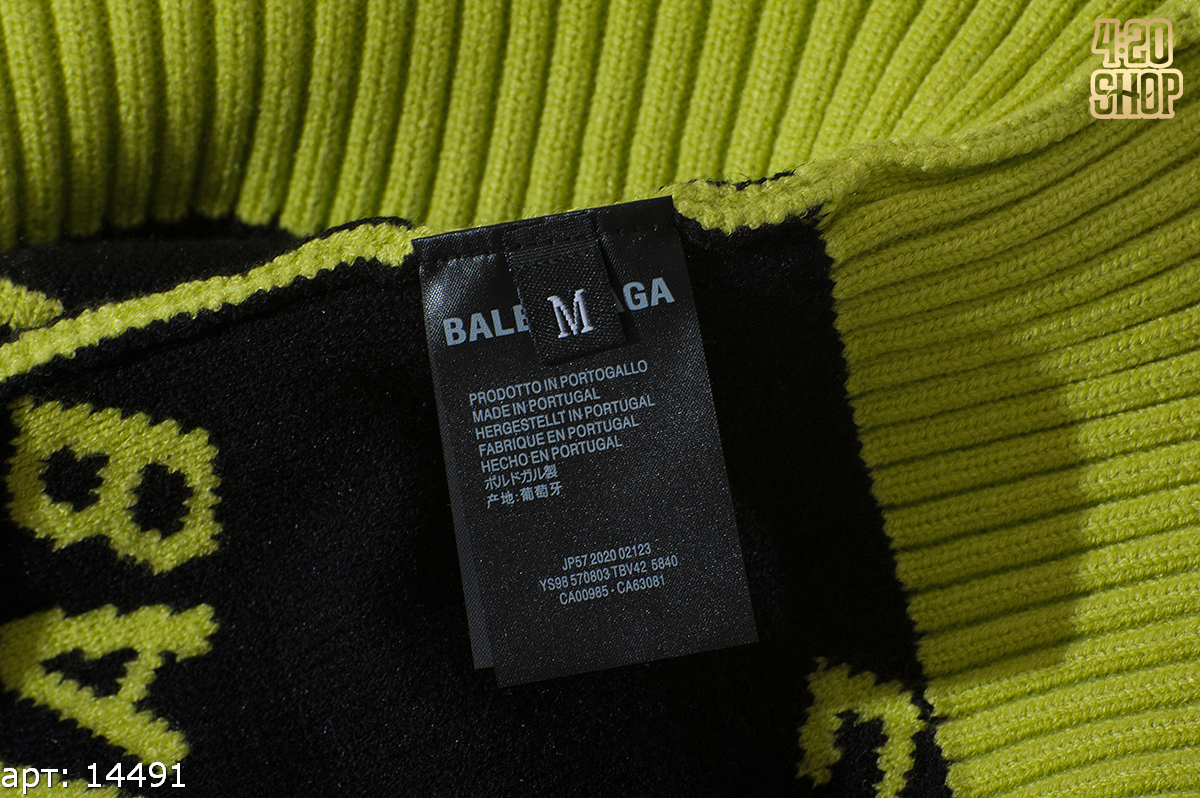 4:20
SHOP
BALE
M
AGA
PRODOTTO IN PORTOGALLO
MADE IN PORTUGAL
HERGESTELLT IN PORTUGAL
FABRIQUE EN PORTUGAL
HECHO EN PORTUGAL
ポルドガル製
产地:葡萄牙
JP57 2020 02123
YS98 570803 TBV42 5840
CA00985 - CA63081
B
A
арт: 14491